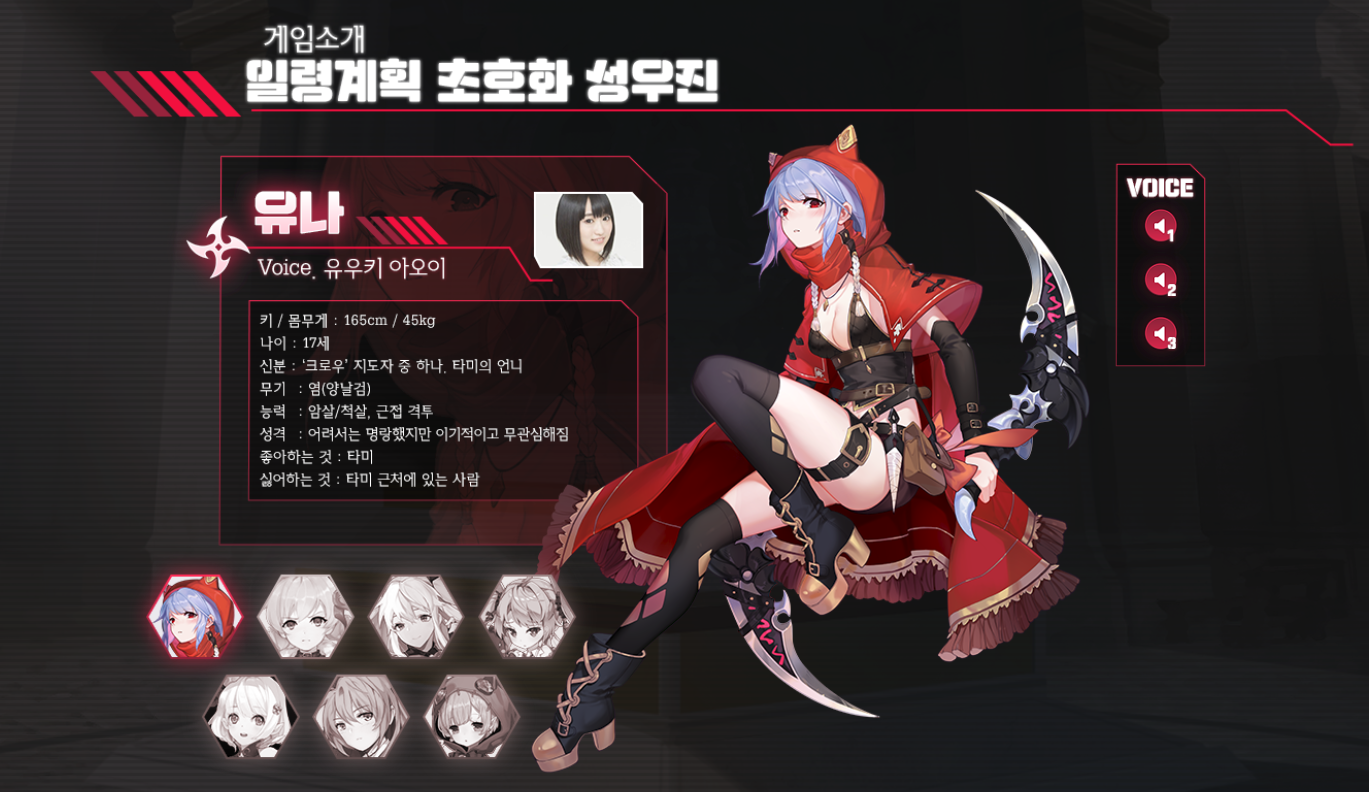 게임소개
일령계획 초호화 성우진
유나
Voice. 유우키 아오이
키 / 몸무게 : 165cm / 45kg
나이 : 17세
신분 : ‘크로우’ 지도자 중 하나. 타미의 언니
무기 : 염(양날검)
능력 : 암살/척살, 근접 격투
성격 : 어려서는 명랑했지만 이기적이고 무관심해짐
좋아하는 것 : 타미
싫어하는 것 : 타미 근처에 있는 사람
VOICE
1
2
3